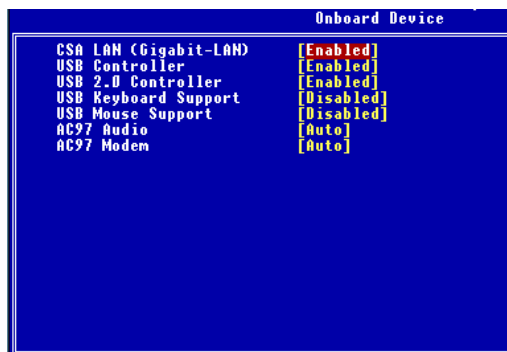 Onboard Device
CSA LAN (Gigabit-LAN) [Enabled]
USB Controller [Enabled]
USB 2.0 Controller [Enabled]
USB Keyboard Support [Disabled]
USB Mouse Support [Disabled]
AC97 Audio [Auto]
AC97 Modem [Auto]